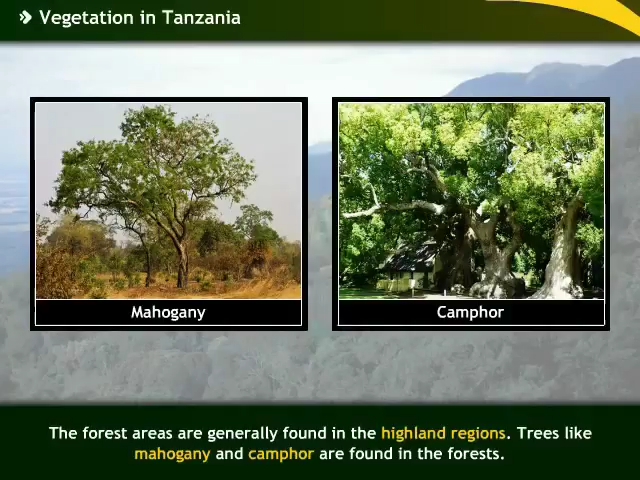 Vegetation in Tanzania
Mahogany
Camphor
The forest areas are generally found in the highland regions. Trees like
mahogany and camphor are found in the forests.